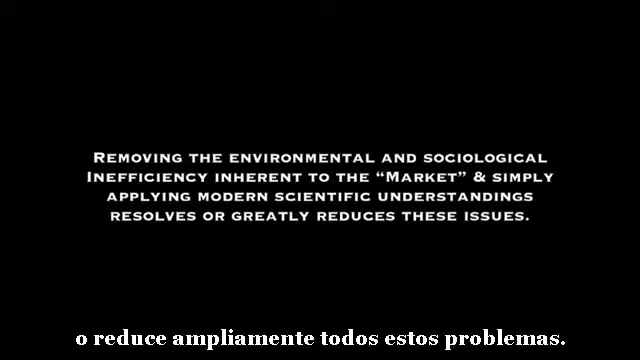 REMOVING THE ENVIRONMENTAL AND SOCIOLOGICAL
INEFFICIENCY INHERENT TO THE “MARKET” & SIMPLY
APPLYING MODERN SCIENTIFIC UNDERSTANDINGS
RESOLVES OR GREATLY REDUCES THESE ISSUES.
o reduce ampliamente todos estos problemas.